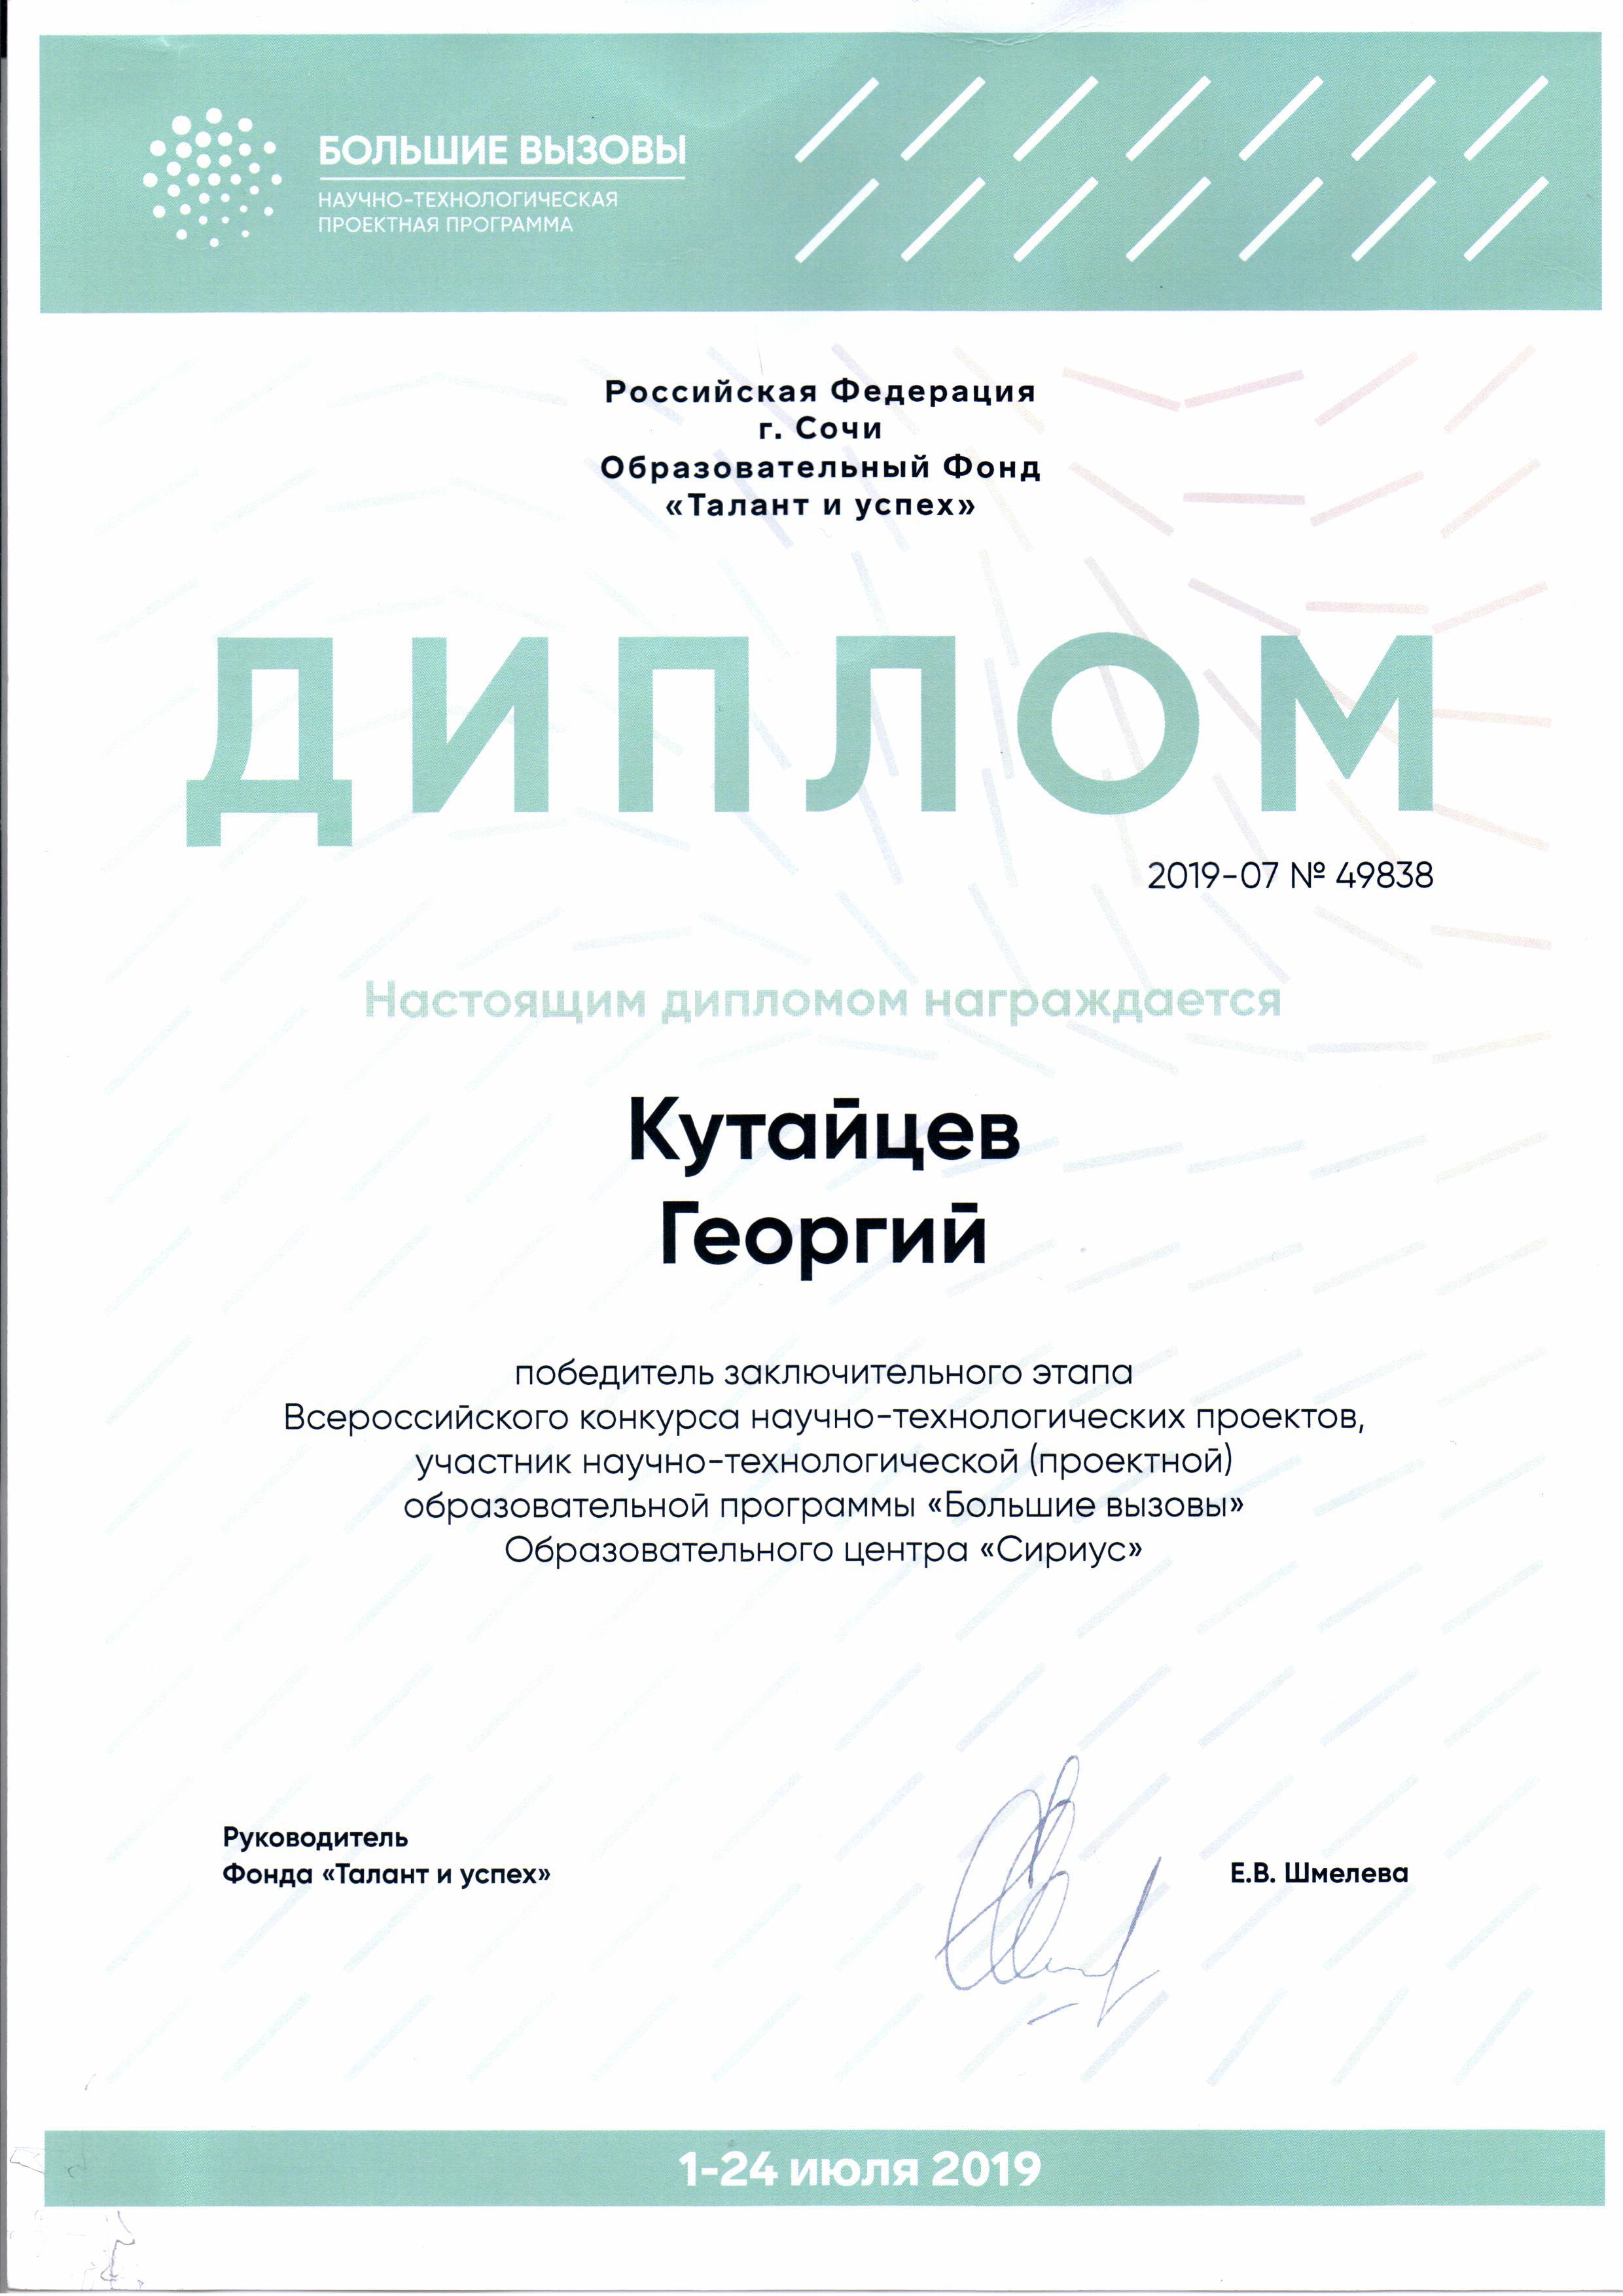 БОЛЬШИЕ ВЫЗОВЫ
НАУЧНО-ТЕХНОЛОГИЧЕСКАЯ
ПРОЕКТНАЯ ПРОГРАММА
Российская Федерация
г. Сочи
Образовательный Фонд
«Талант и успех»
ДИПЛОМ
2019-07 № 49838
Настоящим дипломом награждается
Кутайцев
Георгий
победитель заключительного этапа
Всероссийского конкурса научно-технологических проектов,
участник научно-технологической (проектной)
образовательной программы «Большие вызовы»
Образовательного центра «Сириус»
Руководитель
Фонда «Талант и успех»
Е.В. Шмелева
1-24 июля 2019